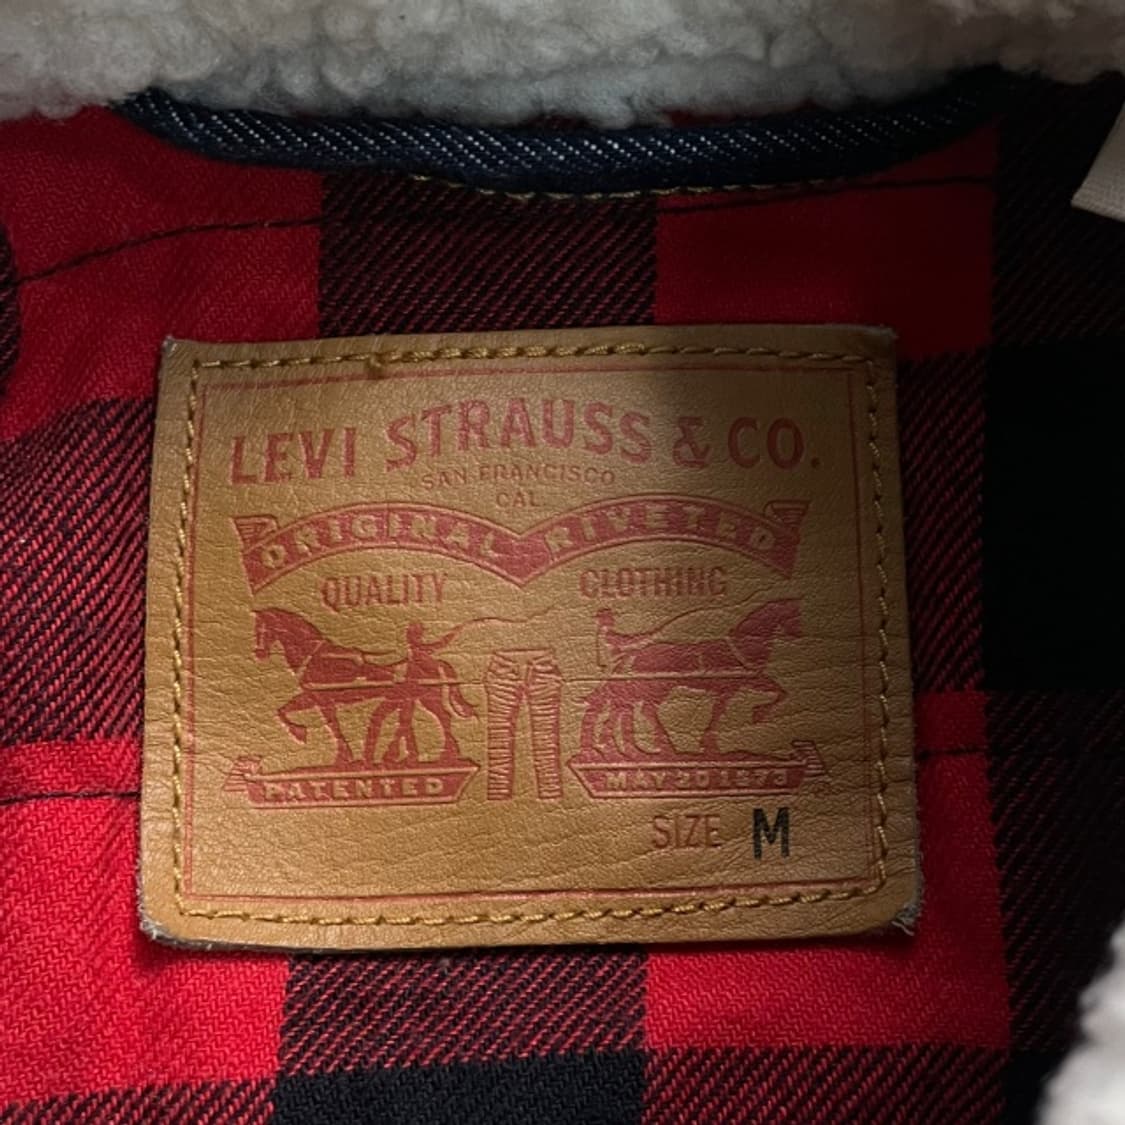 LEVI STRAUSS & CO.
SAN FRANCISCO
CAL
ORIGINAL RIVETED
QUALITY CLOTHING
PATENTED MAY 20 1873
SIZE M